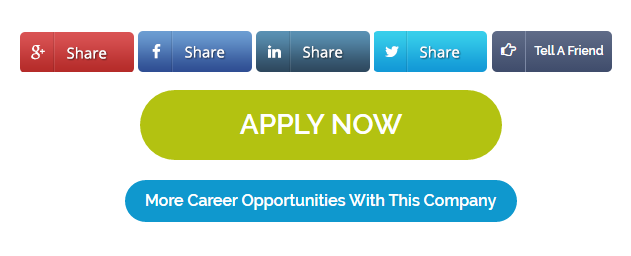 g+ Share f Share in Share Share Tell A Friend
APPLY NOW
More Career Opportunities With This Company